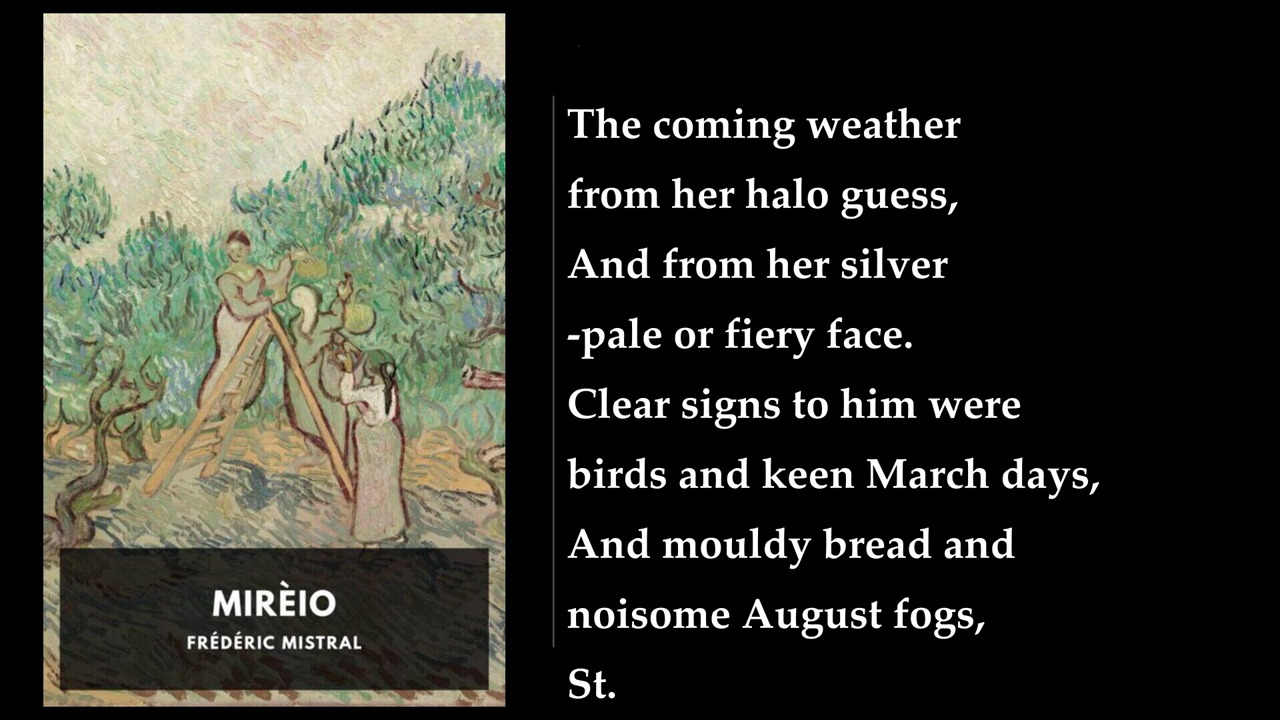 MIRÈIO
FRÉDÉRIC MISTRAL
The coming weather
from her halo guess,
And from her silver
-pale or fiery face.
Clear signs to him were
birds and keen March days,
And mouldy bread and
noisome August fogs,
St.